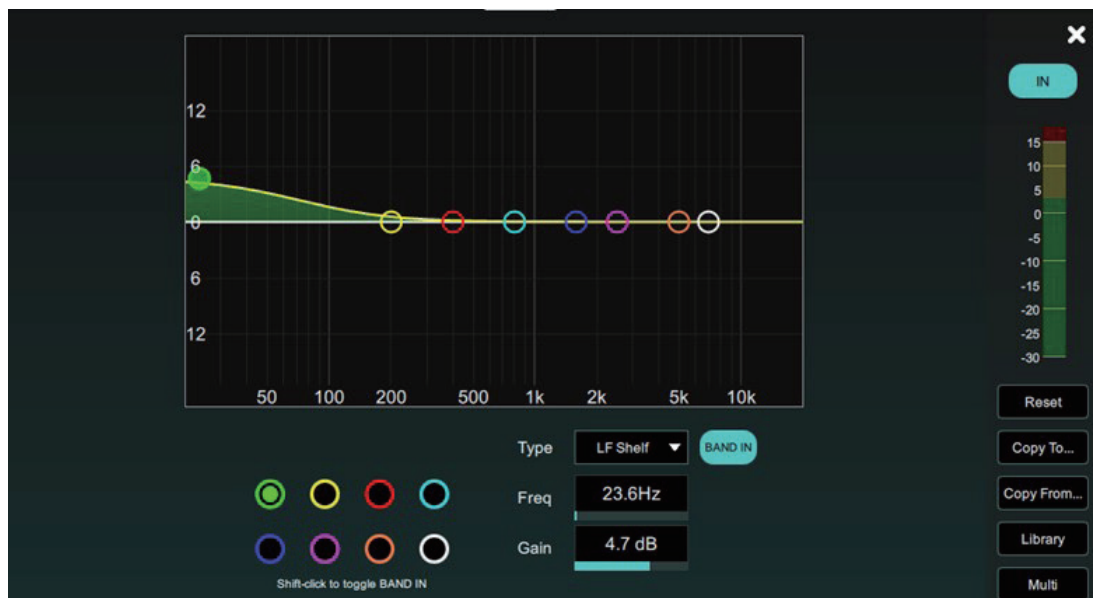 IN
12
6
0
6
12
50 100 200 500 1k 2k 5k 10k
15
10
5
0
-5
-10
-15
-20
-25
-30
Type LF Shelf BAND IN
Freq 23.6Hz
Gain 4.7 dB
Shift-click to toggle BAND IN
Reset
Copy To...
Copy From...
Library
Multi